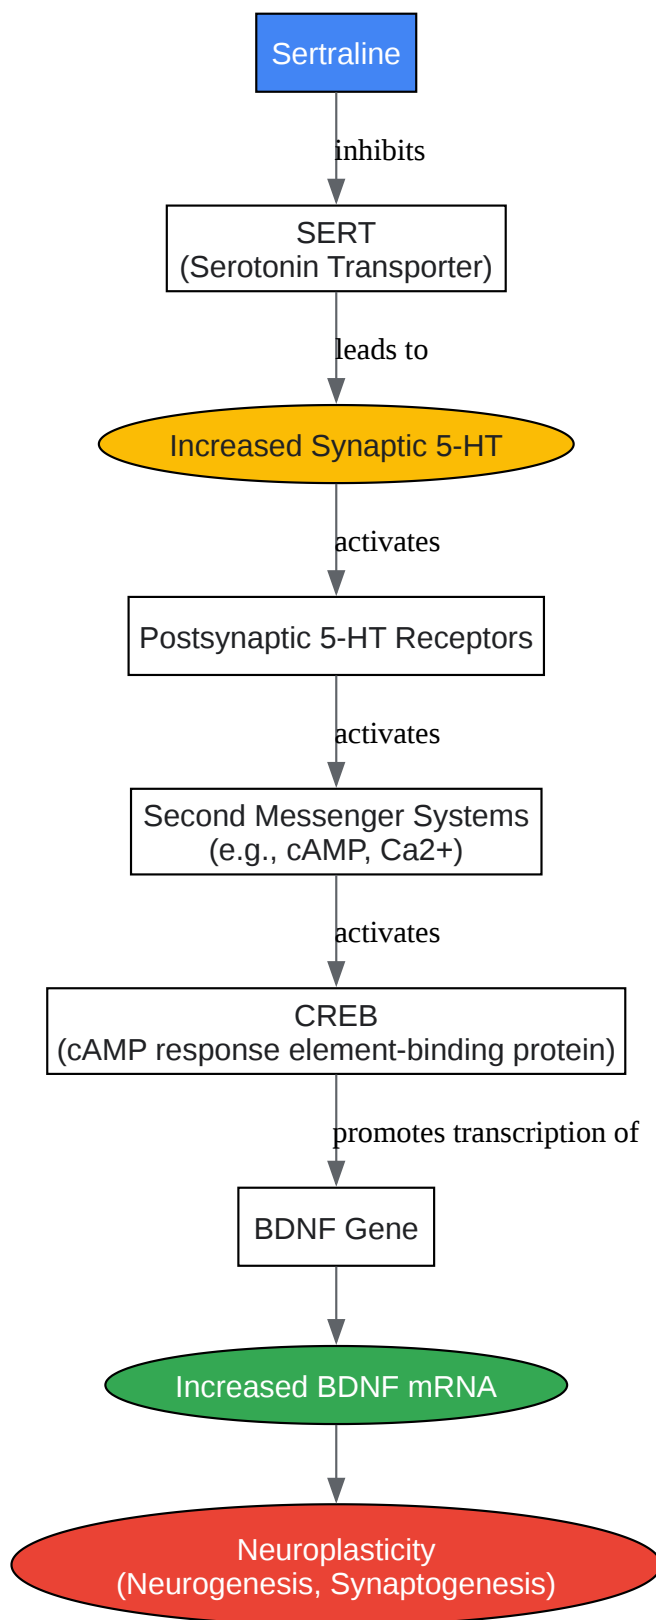 Sertraline
inhibits
SERT
(Serotonin Transporter)
leads to
Increased Synaptic 5-HT
activates
Postsynaptic 5-HT Receptors
activates
Second Messenger Systems
(e.g., cAMP, Ca2+)
activates
CREB
(cAMP response element-binding protein)
promotes transcription of
BDNF Gene
Increased BDNF mRNA
Neuroplasticity
(Neurogenesis, Synaptogenesis)